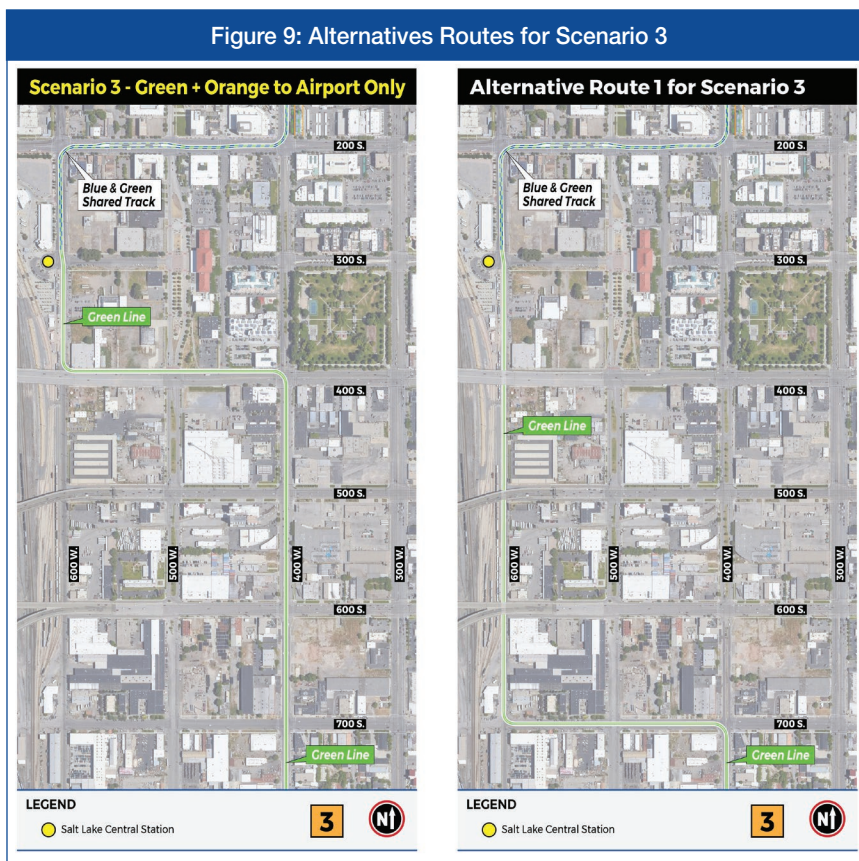 Figure 9: Alternatives Routes for Scenario 3
Scenario 3 - Green + Orange to Airport Only
200 S.
Blue & Green
Shared Track
300 S.
Green Line
400 S.
500 S.
600 W.
500 W.
400 W.
300 W.
600 S.
700 S.
Green Line
LEGEND
Salt Lake Central Station
3
N
Alternative Route 1 for Scenario 3
200 S.
Blue & Green
Shared Track
300 S.
400 S.
Green Line
500 S.
600 W.
500 W.
400 W.
300 W.
600 S.
700 S.
Green Line
LEGEND
Salt Lake Central Station
3
N